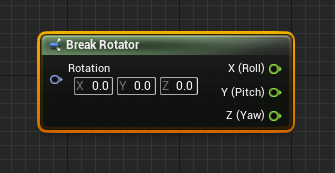 Break Rotator
Rotation
X 0.0 Y 0.0 Z 0.0
X (Roll)
Y (Pitch)
Z (Yaw)